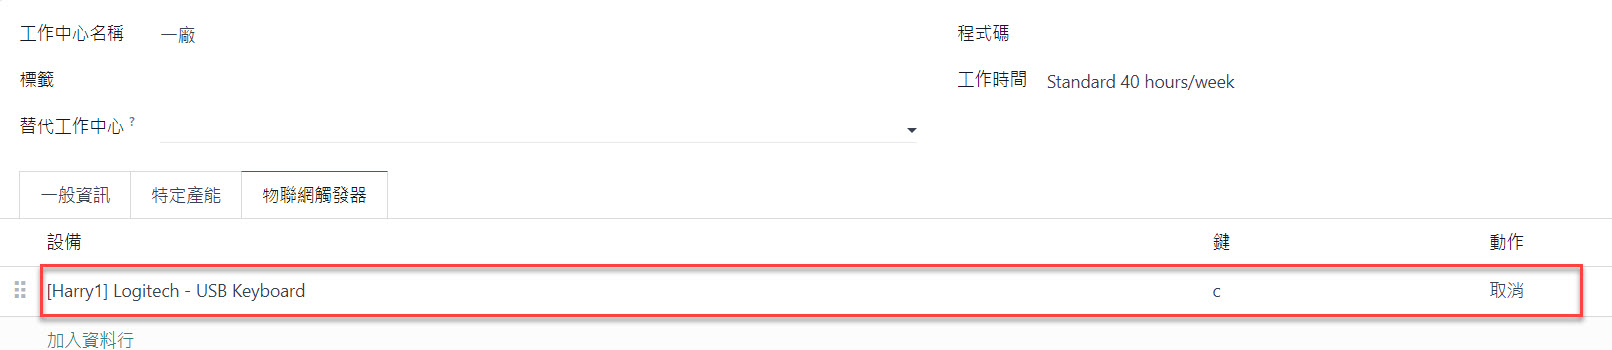 工作中心名稱 一廠 程式碼
標籤 工作時間 Standard 40 hours/week
替代工作中心 ?
一般資訊 特定產能 物聯網觸發器
設備 鍵 動作
[Harry1] Logitech - USB Keyboard c 取消
加入資料行